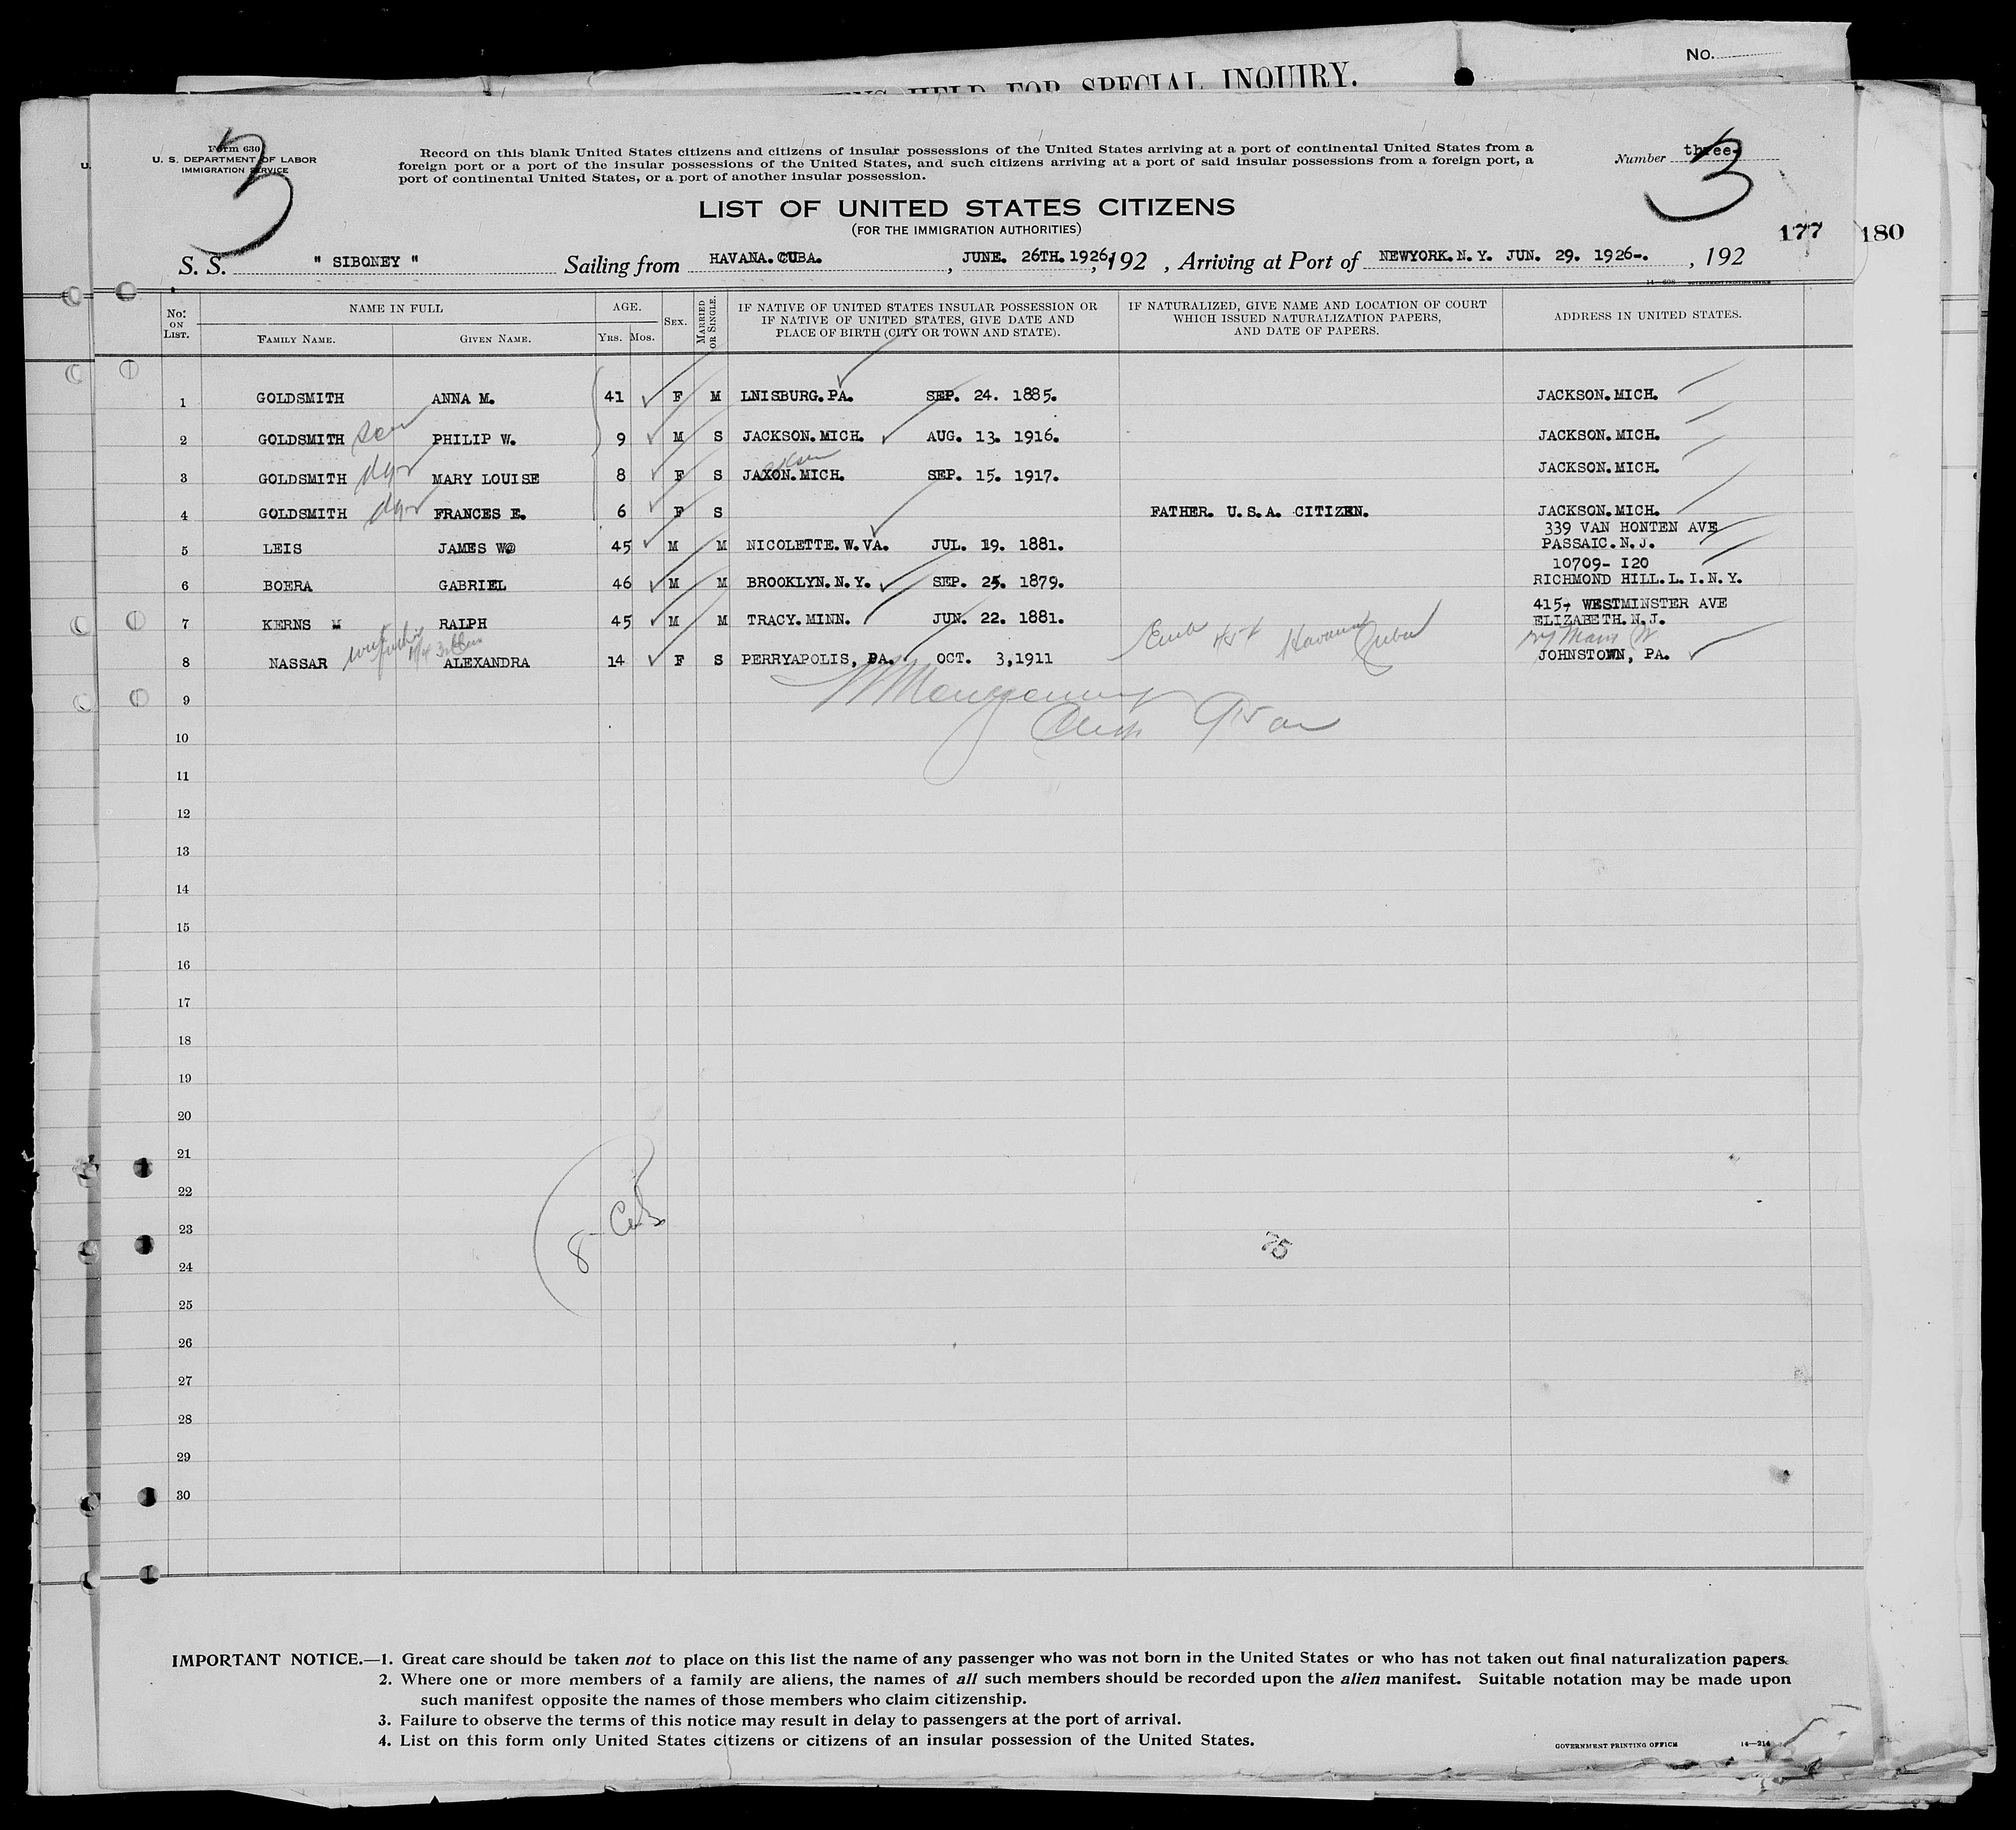 No.
HELD FOR SPECIAL INQUIRY.
Form 630
U. S. DEPARTMENT OF LABOR
IMMIGRATION SERVICE
3
U.
Record on this blank United States citizens and citizens of insular possessions of the United States arriving at a port of continental United States from a
foreign port or a port of the insular possessions of the United States, and such citizens arriving at a port of said insular possessions from a foreign port, a
port of continental United States, or a port of another insular possession.
Number three-
3
LIST OF UNITED STATES CITIZENS
(FOR THE IMMIGRATION AUTHORITIES)
177 180
S. S. " SIBONEY " Sailing from HAVANA. CUBA. , JUNE. 26TH. 1926, 192 , Arriving at Port of NEWYORK. N. Y. JUN. 29. 1926-. , 192
No. ON LIST. NAME IN FULL AGE. SEX. MARRIED OR SINGLE. IF NATIVE OF UNITED STATES INSULAR POSSESSION OR IF NATIVE OF UNITED STATES, GIVE DATE AND PLACE OF BIRTH (CITY OR TOWN AND STATE). IF NATURALIZED, GIVE NAME AND LOCATION OF COURT WHICH ISSUED NATURALIZATION PAPERS, AND DATE OF PAPERS. ADDRESS IN UNITED STATES.
FAMILY NAME. GIVEN NAME. YRS. MOS.
1 GOLDSMITH ANNA M. 41 F M LNISBURG. PA. SEP. 24. 1885. JACKSON. MICH.
2 GOLDSMITH son PHILIP W. 9 M S JACKSON. MICH. AUG. 13. 1916. JACKSON. MICH.
3 GOLDSMITH dgr MARY LOUISE 8 F S JAXON. MICH. SEP. 15. 1917. JACKSON. MICH.
4 GOLDSMITH dgr FRANCES E. 6 F S FATHER. U. S. A. CITIZEN. JACKSON. MICH.
339 VAN HONTEN AVE
5 LEIS JAMES W 45 M M NICOLETTE. W. VA. JUL. 19. 1881. PASSAIC. N. J.
10709- I20
6 BOERA GABRIEL 46 M M BROOKLYN. N. Y. SEP. 25. 1879. RICHMOND HILL. L. I. N. Y.
415, WESTMINSTER AVE
7 KERNS M RALPH 45 M M TRACY. MINN. JUN. 22. 1881. ELIZABETH. N. J.
Havana Cuba
8 NASSAR ALEXANDRA 14 F S PERRYAPOLIS, PA. OCT. 3, 1911 JOHNSTOWN, PA.
9
10
11
12
13
14
15
16
17
18
19
20
21
22
23
24
25
26
27
28
29
30
8
75
IMPORTANT NOTICE.—1. Great care should be taken not to place on this list the name of any passenger who was not born in the United States or who has not taken out final naturalization papers.
2. Where one or more members of a family are aliens, the names of all such members should be recorded upon the alien manifest. Suitable notation may be made upon
such manifest opposite the names of those members who claim citizenship.
3. Failure to observe the terms of this notice may result in delay to passengers at the port of arrival.
4. List on this form only United States citizens or citizens of an insular possession of the United States.
GOVERNMENT PRINTING OFFICE 14—214